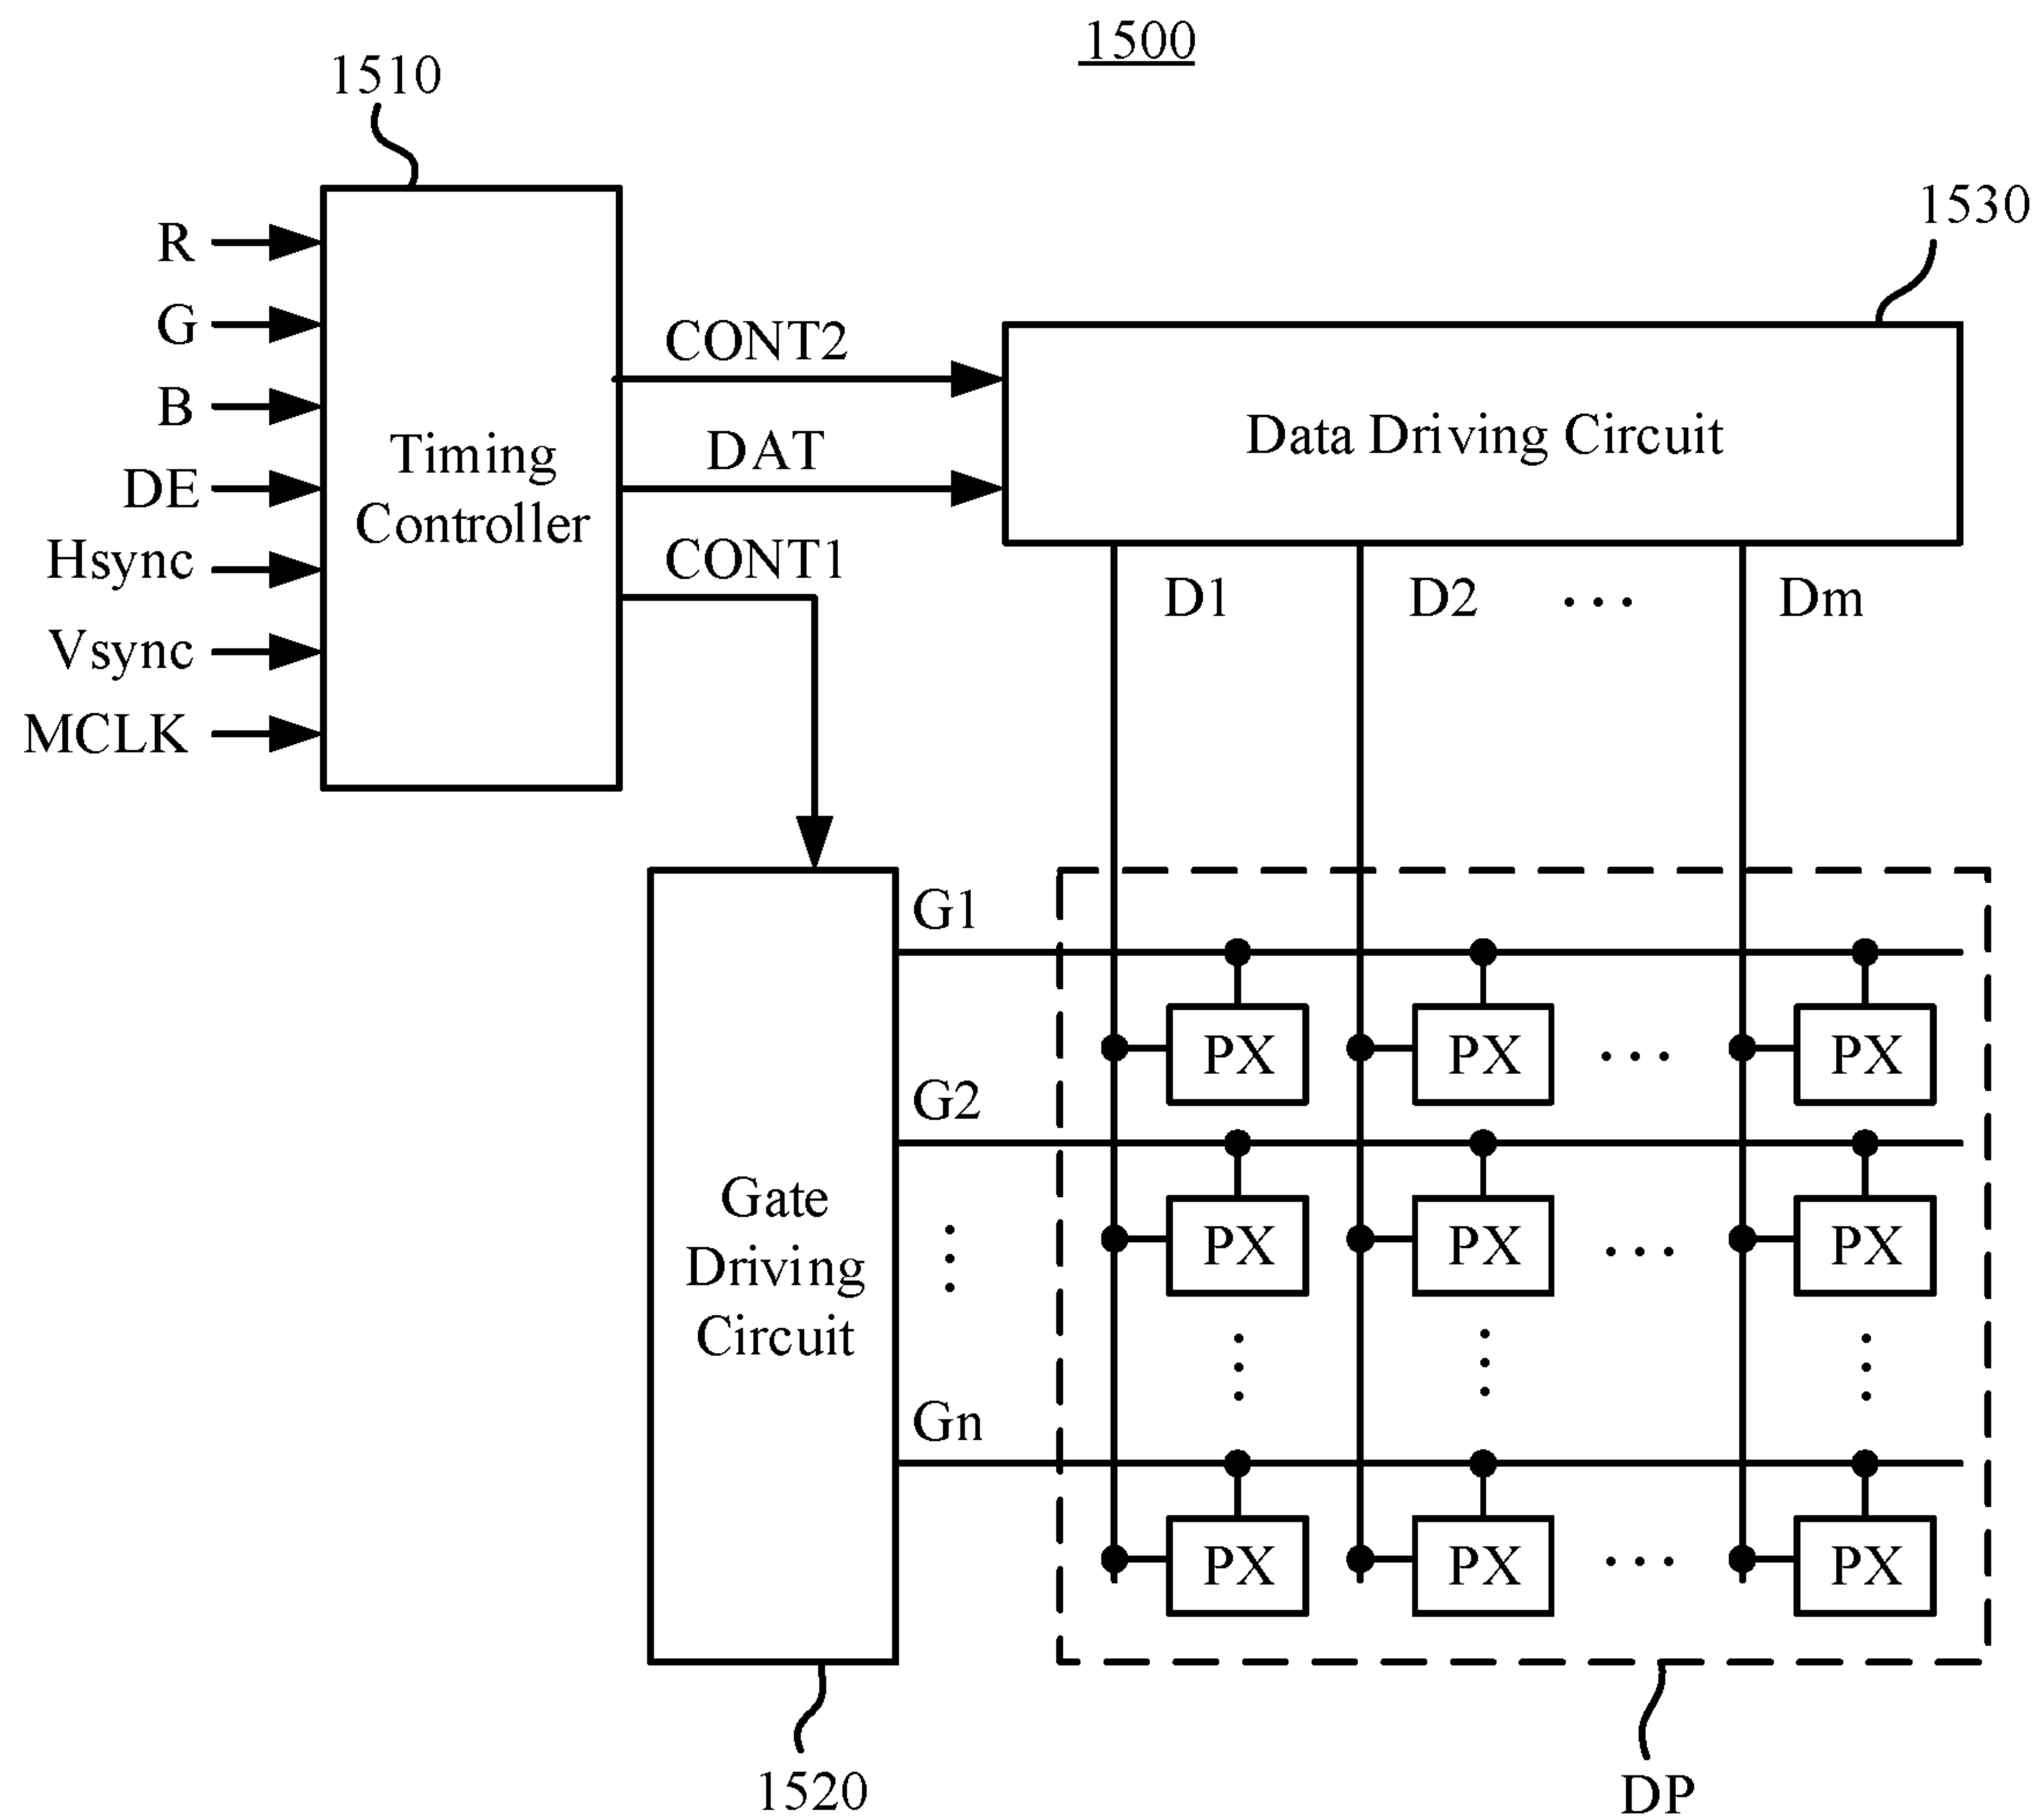 1500
1510
1530
R
G
B
DE
Hsync
Vsync
MCLK
Timing
Controller
CONT2
DAT
CONT1
Data Driving Circuit
D1 D2 ... Dm
G1
PX PX ... PX
G2
PX PX ... PX
Gate
Driving
Circuit
Gn
PX PX ... PX
1520
DP